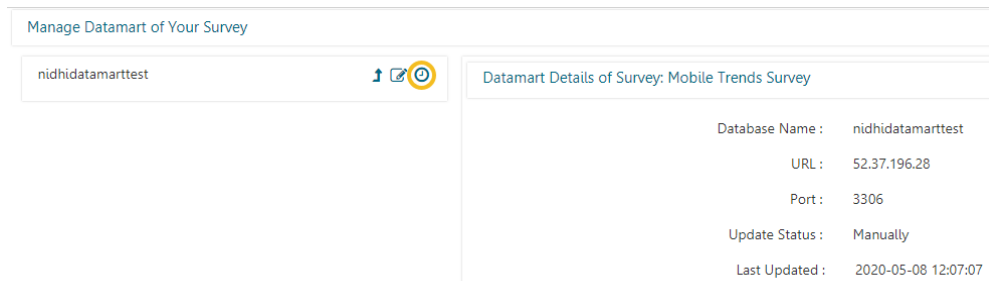 Manage Datamart of Your Survey
nidhidatamarttest
Datamart Details of Survey: Mobile Trends Survey
Database Name : nidhidatamarttest
URL : 52.37.196.28
Port : 3306
Update Status : Manually
Last Updated : 2020-05-08 12:07:07